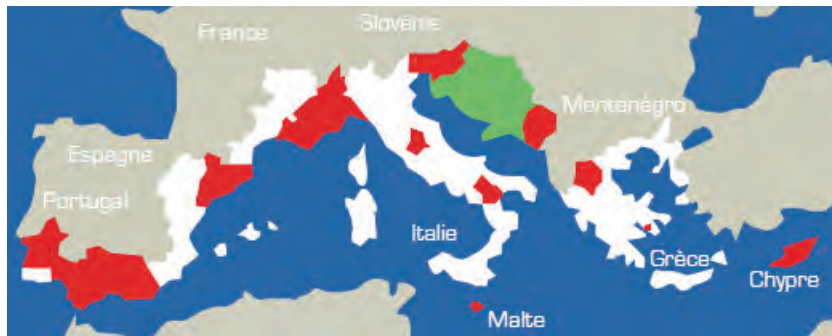 France
Slovénie
Monténégro
Espagne
Portugal
Italie
Grèce
Chypre
Malte